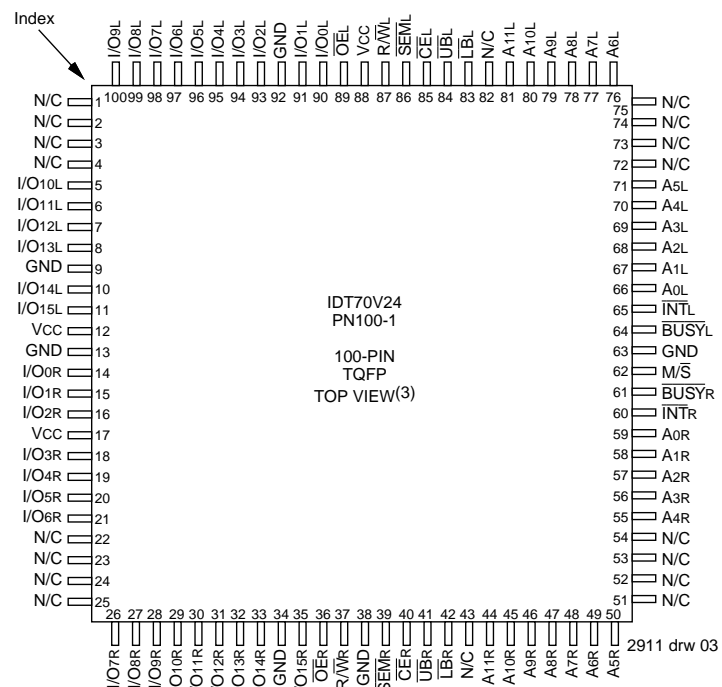 Index
I/O9L
I/O8L
I/O7L
I/O6L
I/O5L
I/O4L
I/O3L
I/O2L
GND
I/O1L
I/O0L
OEL
VCC
R/WL
SEML
CEL
UBL
LBL
N/C
A11L
A10L
A9L
A8L
A7L
A6L
100 99 98 97 96 95 94 93 92 91 90 89 88 87 86 85 84 83 82 81 80 79 78 77 76
N/C 1
N/C 2
N/C 3
N/C 4
I/O10L 5
I/O11L 6
I/O12L 7
I/O13L 8
GND 9
I/O14L 10
I/O15L 11
VCC 12
GND 13
I/O0R 14
I/O1R 15
I/O2R 16
VCC 17
I/O3R 18
I/O4R 19
I/O5R 20
I/O6R 21
N/C 22
N/C 23
N/C 24
N/C 25
IDT70V24
PN100-1
100-PIN
TQFP
TOP VIEW(3)
75 N/C
74 N/C
73 N/C
72 N/C
71 A5L
70 A4L
69 A3L
68 A2L
67 A1L
66 A0L
65 INTL
64 BUSYL
63 GND
62 M/S
61 BUSYR
60 INTR
59 A0R
58 A1R
57 A2R
56 A3R
55 A4R
54 N/C
53 N/C
52 N/C
51 N/C
26 27 28 29 30 31 32 33 34 35 36 37 38 39 40 41 42 43 44 45 46 47 48 49 50
I/O7R
I/O8R
I/O9R
O10R
O11R
O12R
O13R
O14R
GND
O15R
OER
R/WR
GND
SEMR
CER
UBR
LBR
N/C
A11R
A10R
A9R
A8R
A7R
A6R
A5R
2911 drw 03